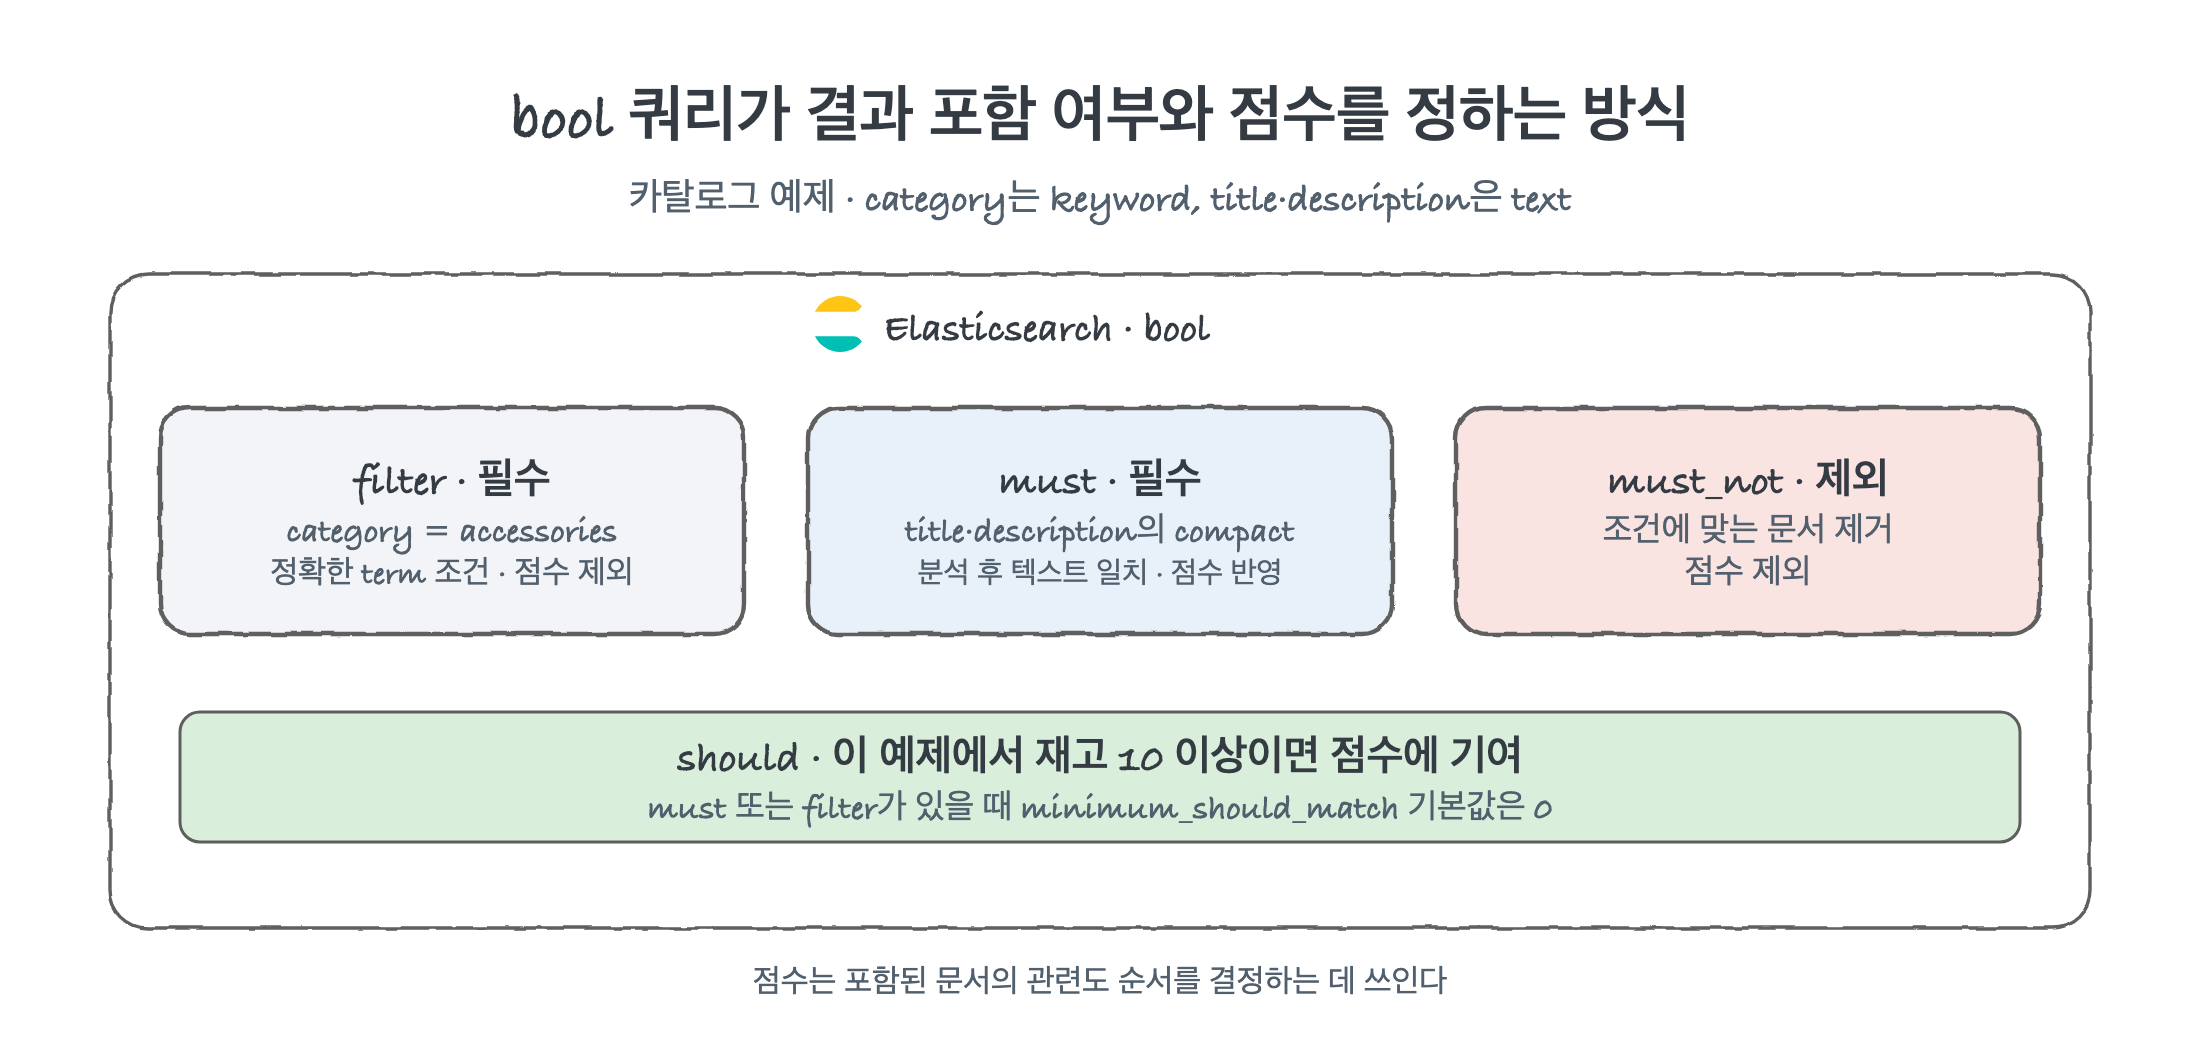 bool 쿼리가 결과 포함 여부와 점수를 정하는 방식
카탈로그 예제 · category는 keyword, title·description은 text
Elasticsearch · bool
filter · 필수
category = accessories
정확한 term 조건 · 점수 제외
must · 필수
title·description의 compact
분석 후 텍스트 일치 · 점수 반영
must_not · 제외
조건에 맞는 문서 제거
점수 제외
should · 이 예제에서 재고 10 이상이면 점수에 기여
must 또는 filter가 있을 때 minimum_should_match 기본값은 0
점수는 포함된 문서의 관련도 순서를 결정하는 데 쓰인다